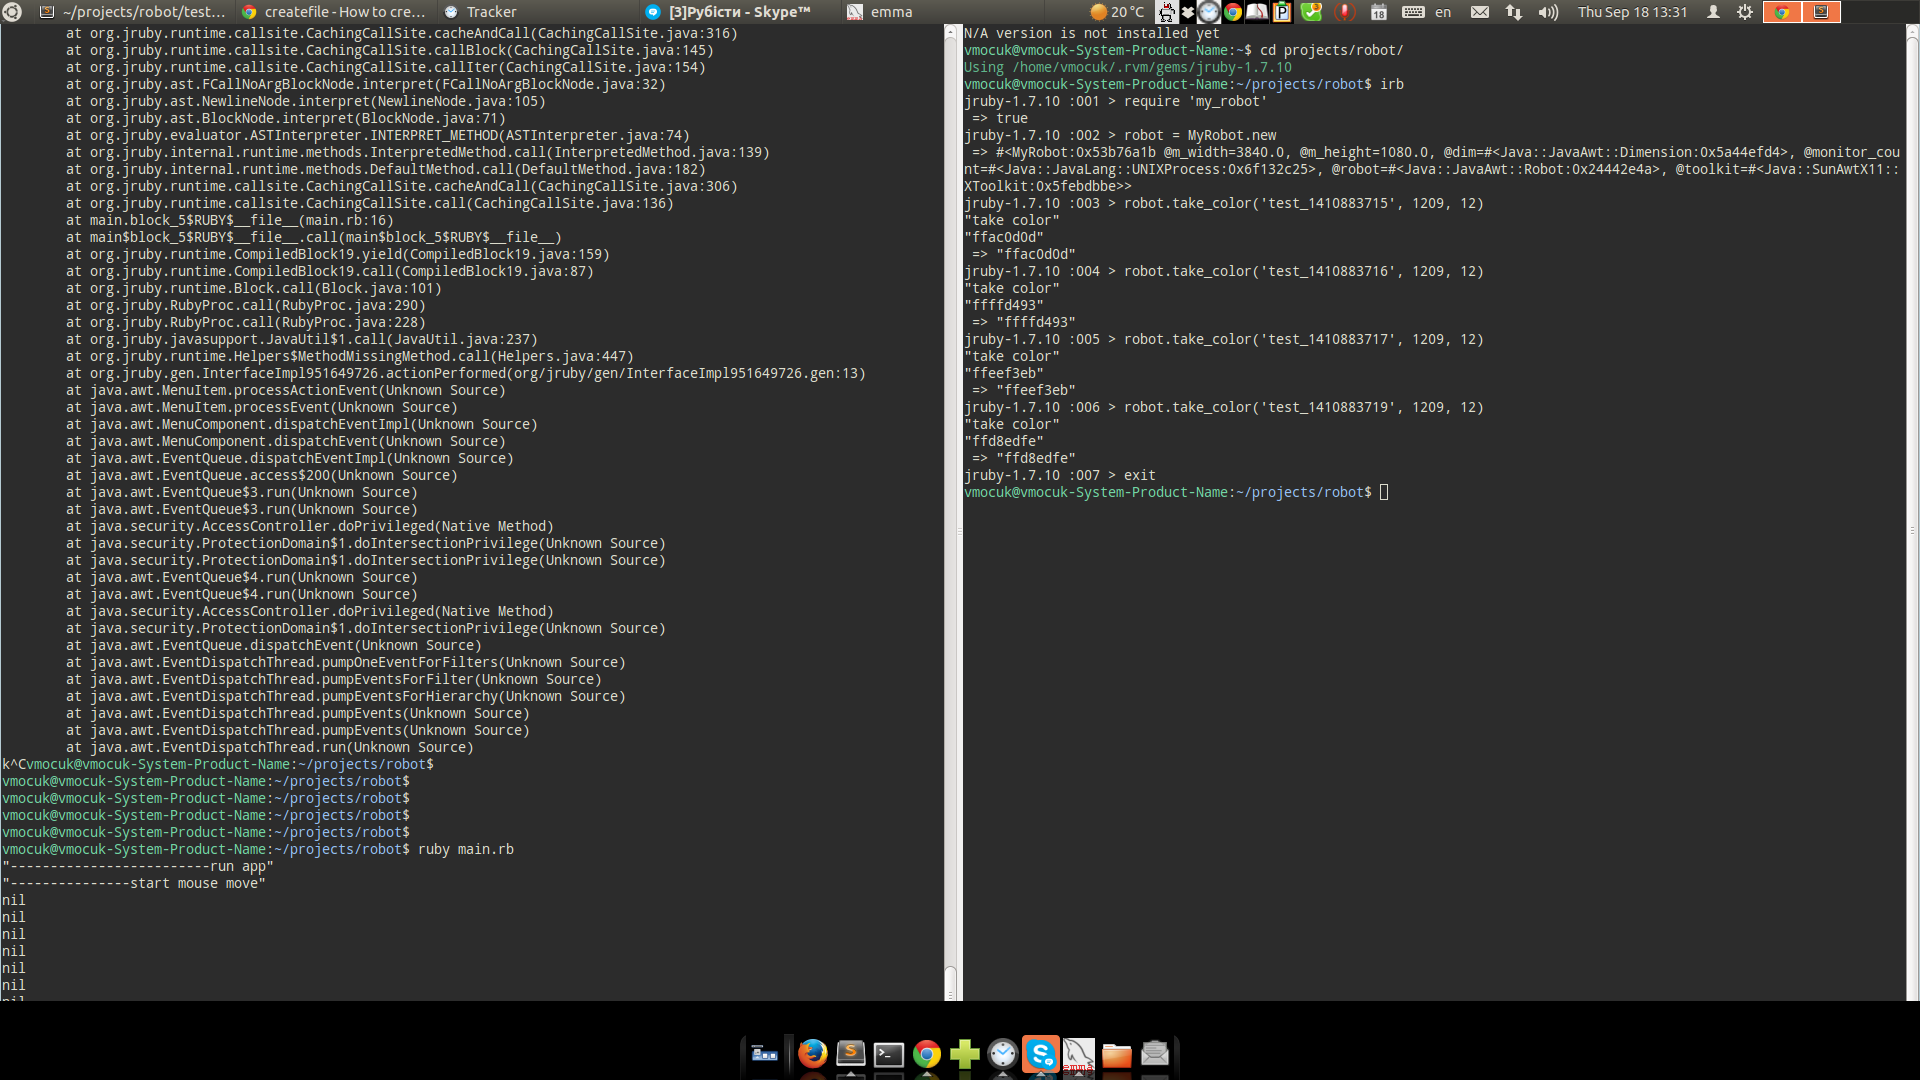 ~/projects/robot/test...
createfile - How to cre...
Tracker
[3]Рубісти - Skype™
emma
20 °C
18
en
Thu Sep 18 13:31
at org.jruby.runtime.callsite.CachingCallSite.cacheAndCall(CachingCallSite.java:316)
at org.jruby.runtime.callsite.CachingCallSite.callBlock(CachingCallSite.java:145)
at org.jruby.runtime.callsite.CachingCallSite.callIter(CachingCallSite.java:154)
at org.jruby.ast.FCallNoArgBlockNode.interpret(FCallNoArgBlockNode.java:32)
at org.jruby.ast.NewlineNode.interpret(NewlineNode.java:105)
at org.jruby.ast.BlockNode.interpret(BlockNode.java:71)
at org.jruby.evaluator.ASTInterpreter.INTERPRET_METHOD(ASTInterpreter.java:74)
at org.jruby.internal.runtime.methods.InterpretedMethod.call(InterpretedMethod.java:139)
at org.jruby.internal.runtime.methods.DefaultMethod.call(DefaultMethod.java:182)
at org.jruby.runtime.callsite.CachingCallSite.cacheAndCall(CachingCallSite.java:306)
at org.jruby.runtime.callsite.CachingCallSite.call(CachingCallSite.java:136)
at main.block_5$RUBY$__file__(main.rb:16)
at main$block_5$RUBY$__file__.call(main$block_5$RUBY$__file__)
at org.jruby.runtime.CompiledBlock19.yield(CompiledBlock19.java:159)
at org.jruby.runtime.CompiledBlock19.call(CompiledBlock19.java:87)
at org.jruby.runtime.Block.call(Block.java:101)
at org.jruby.RubyProc.call(RubyProc.java:290)
at org.jruby.RubyProc.call(RubyProc.java:228)
at org.jruby.javasupport.JavaUtil$1.call(JavaUtil.java:237)
at org.jruby.runtime.Helpers$MethodMissingMethod.call(Helpers.java:447)
at org.jruby.gen.InterfaceImpl951649726.actionPerformed(org/jruby/gen/InterfaceImpl951649726.gen:13)
at java.awt.MenuItem.processActionEvent(Unknown Source)
at java.awt.MenuItem.processEvent(Unknown Source)
at java.awt.MenuComponent.dispatchEventImpl(Unknown Source)
at java.awt.MenuComponent.dispatchEvent(Unknown Source)
at java.awt.EventQueue.dispatchEventImpl(Unknown Source)
at java.awt.EventQueue.access$200(Unknown Source)
at java.awt.EventQueue$3.run(Unknown Source)
at java.awt.EventQueue$3.run(Unknown Source)
at java.security.AccessController.doPrivileged(Native Method)
at java.security.ProtectionDomain$1.doIntersectionPrivilege(Unknown Source)
at java.security.ProtectionDomain$1.doIntersectionPrivilege(Unknown Source)
at java.awt.EventQueue$4.run(Unknown Source)
at java.awt.EventQueue$4.run(Unknown Source)
at java.security.AccessController.doPrivileged(Native Method)
at java.security.ProtectionDomain$1.doIntersectionPrivilege(Unknown Source)
at java.awt.EventQueue.dispatchEvent(Unknown Source)
at java.awt.EventDispatchThread.pumpOneEventForFilters(Unknown Source)
at java.awt.EventDispatchThread.pumpEventsForFilter(Unknown Source)
at java.awt.EventDispatchThread.pumpEventsForHierarchy(Unknown Source)
at java.awt.EventDispatchThread.pumpEvents(Unknown Source)
at java.awt.EventDispatchThread.pumpEvents(Unknown Source)
at java.awt.EventDispatchThread.run(Unknown Source)
k^Cvmocuk@vmocuk-System-Product-Name:~/projects/robot$
vmocuk@vmocuk-System-Product-Name:~/projects/robot$
vmocuk@vmocuk-System-Product-Name:~/projects/robot$
vmocuk@vmocuk-System-Product-Name:~/projects/robot$
vmocuk@vmocuk-System-Product-Name:~/projects/robot$
vmocuk@vmocuk-System-Product-Name:~/projects/robot$ ruby main.rb
"-------------------------run app"
"---------------start mouse move"
nil
nil
nil
nil
nil
nil
nil
N/A version is not installed yet
vmocuk@vmocuk-System-Product-Name:~$ cd projects/robot/
Using /home/vmocuk/.rvm/gems/jruby-1.7.10
vmocuk@vmocuk-System-Product-Name:~/projects/robot$ irb
jruby-1.7.10 :001 > require 'my_robot'
=> true
jruby-1.7.10 :002 > robot = MyRobot.new
=> #<MyRobot:0x53b76a1b @m_width=3840.0, @m_height=1080.0, @dim=#<Java::JavaAwt::Dimension:0x5a44efd4>, @monitor_cou
nt=#<Java::JavaLang::UNIXProcess:0x6f132c25>, @robot=#<Java::JavaAwt::Robot:0x24442e4a>, @toolkit=#<Java::SunAwtX11::
XToolkit:0x5febdbbe>>
jruby-1.7.10 :003 > robot.take_color('test_1410883715', 1209, 12)
"take color"
"ffac0d0d"
=> "ffac0d0d"
jruby-1.7.10 :004 > robot.take_color('test_1410883716', 1209, 12)
"take color"
"ffffd493"
=> "ffffd493"
jruby-1.7.10 :005 > robot.take_color('test_1410883717', 1209, 12)
"take color"
"ffeef3eb"
=> "ffeef3eb"
jruby-1.7.10 :006 > robot.take_color('test_1410883719', 1209, 12)
"take color"
"ffd8edfe"
=> "ffd8edfe"
jruby-1.7.10 :007 > exit
vmocuk@vmocuk-System-Product-Name:~/projects/robot$
emma